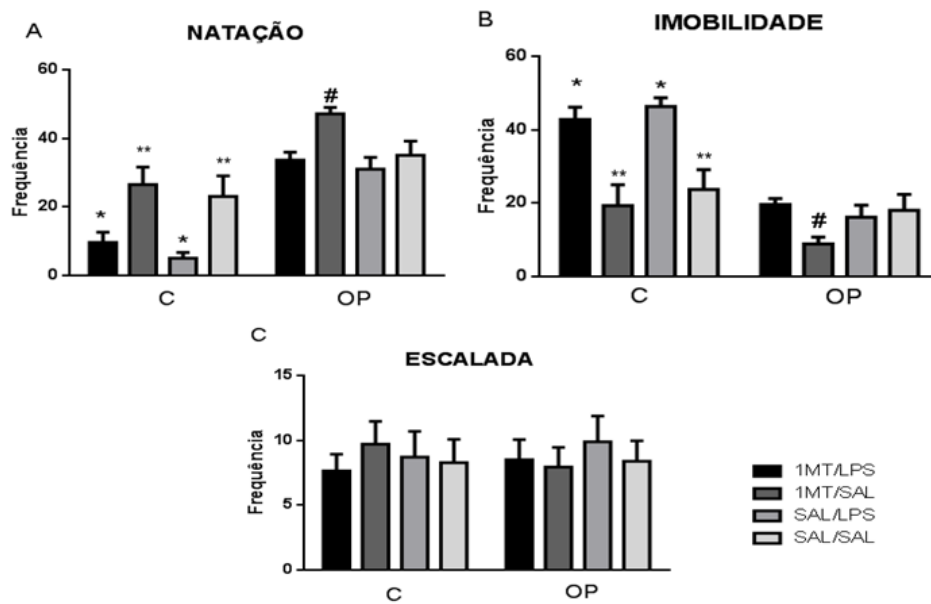 A
NATAÇÃO
Frequência
60
40
20
0
*
**
*
**
#
C
OP
B
IMOBILIDADE
Frequência
60
40
20
0
*
**
*
**
#
C
OP
C
ESCALADA
Frequência
15
10
5
0
C
OP
1MT/LPS
1MT/SAL
SAL/LPS
SAL/SAL